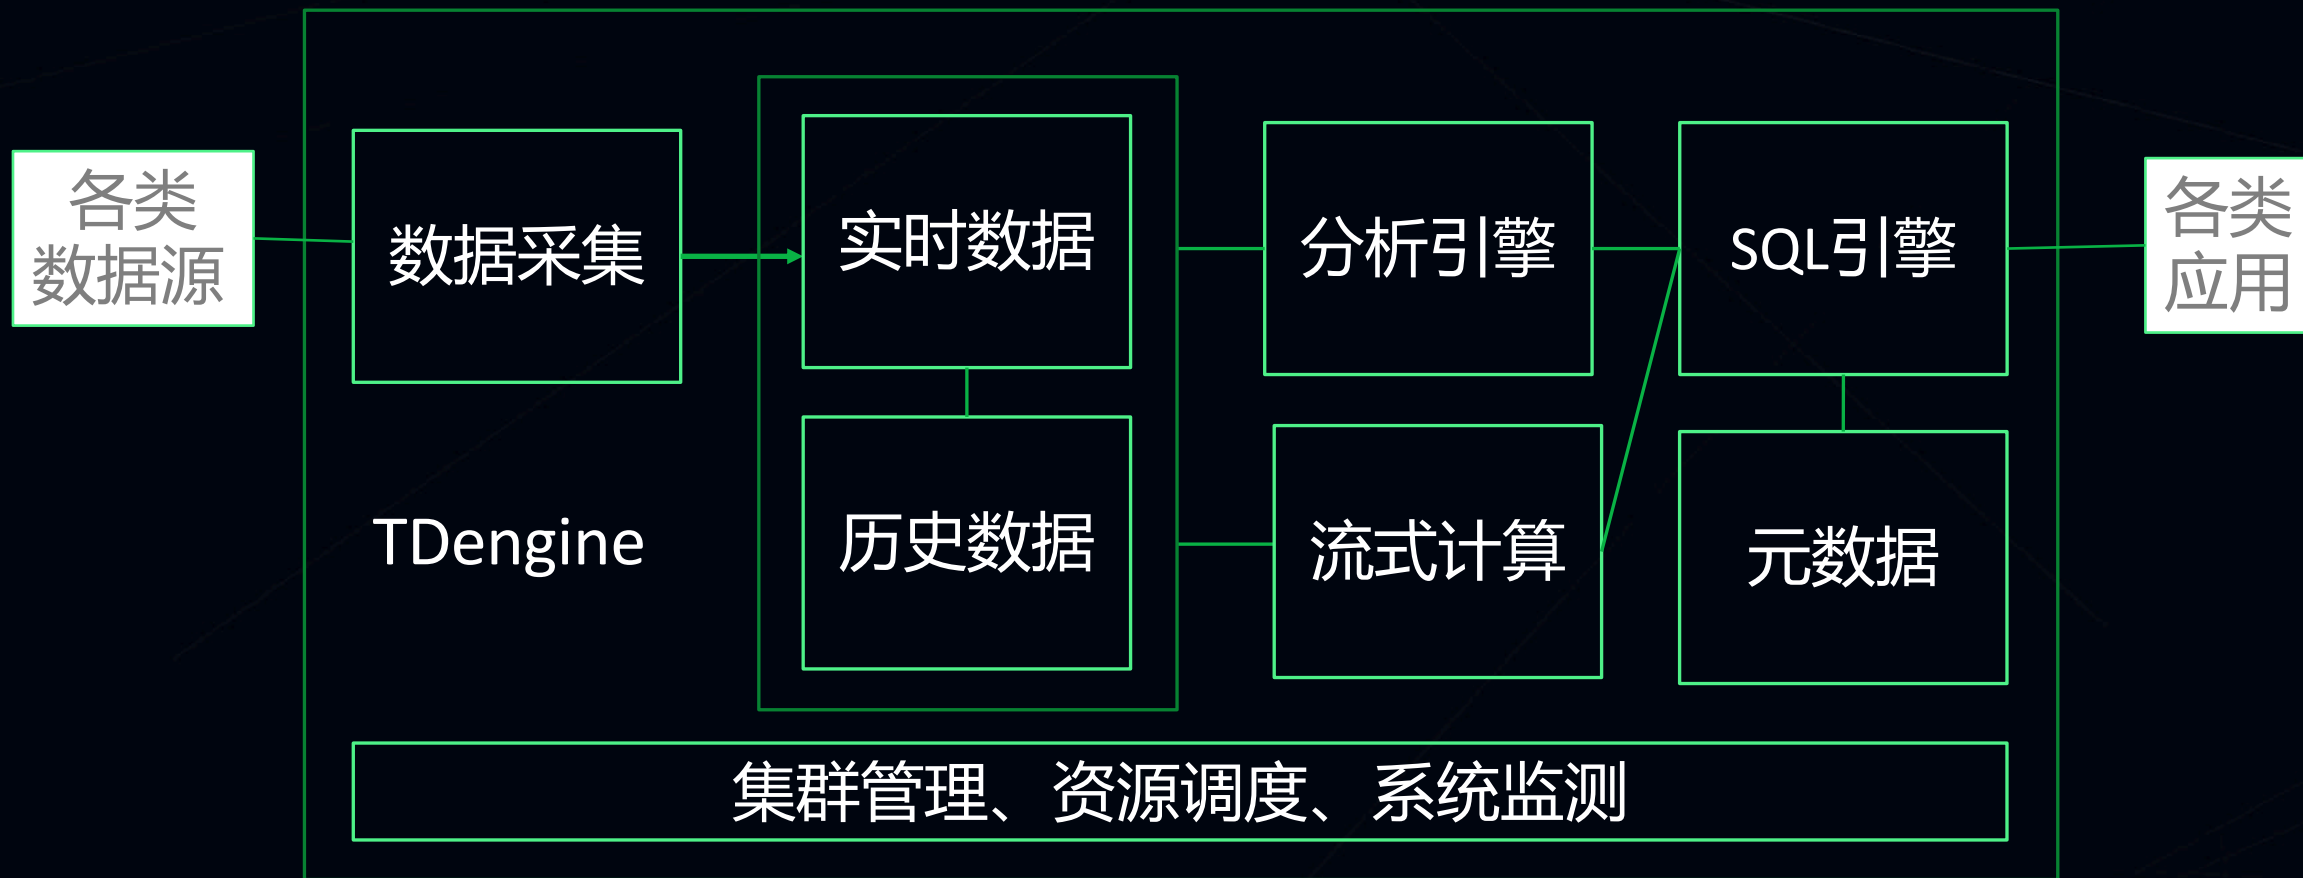 各类
数据源
数据采集
实时数据
分析引擎
SQL引擎
各类
应用
TDengine
历史数据
流式计算
元数据
集群管理、资源调度、系统监测